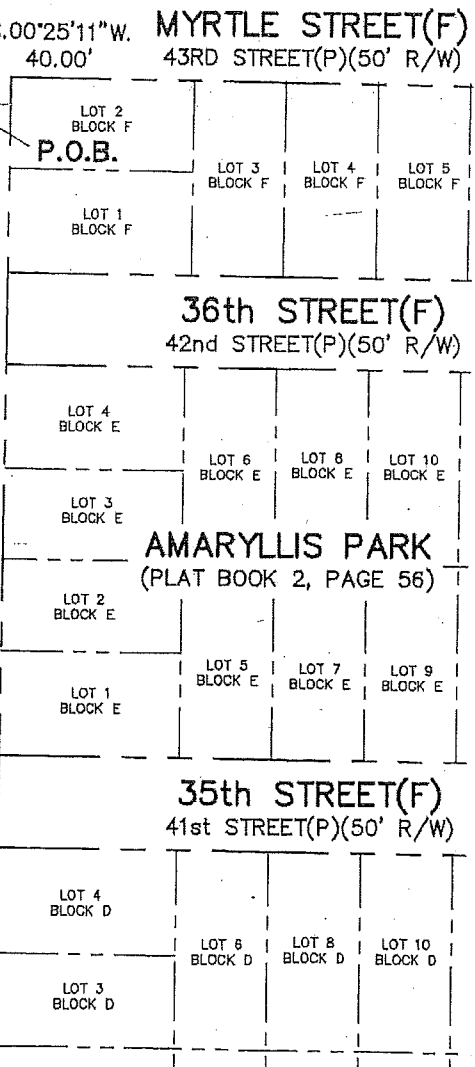 .00°25'11"W. MYRTLE STREET(F)
40.00' 43RD STREET(P)(50' R/W)
LOT 2
BLOCK F
P.O.B.
LOT 3
BLOCK F
LOT 4
BLOCK F
LOT 5
BLOCK F
LOT 1
BLOCK F
36th STREET(F)
42nd STREET(P)(50' R/W)
LOT 4
BLOCK E
LOT 6
BLOCK E
LOT 8
BLOCK E
LOT 10
BLOCK E
LOT 3
BLOCK E
AMARYLLIS PARK
(PLAT BOOK 2, PAGE 56)
LOT 2
BLOCK E
LOT 5
BLOCK E
LOT 7
BLOCK E
LOT 9
BLOCK E
LOT 1
BLOCK E
35th STREET(F)
41st STREET(P)(50' R/W)
LOT 4
BLOCK D
LOT 6
BLOCK D
LOT 8
BLOCK D
LOT 10
BLOCK D
LOT 3
BLOCK D